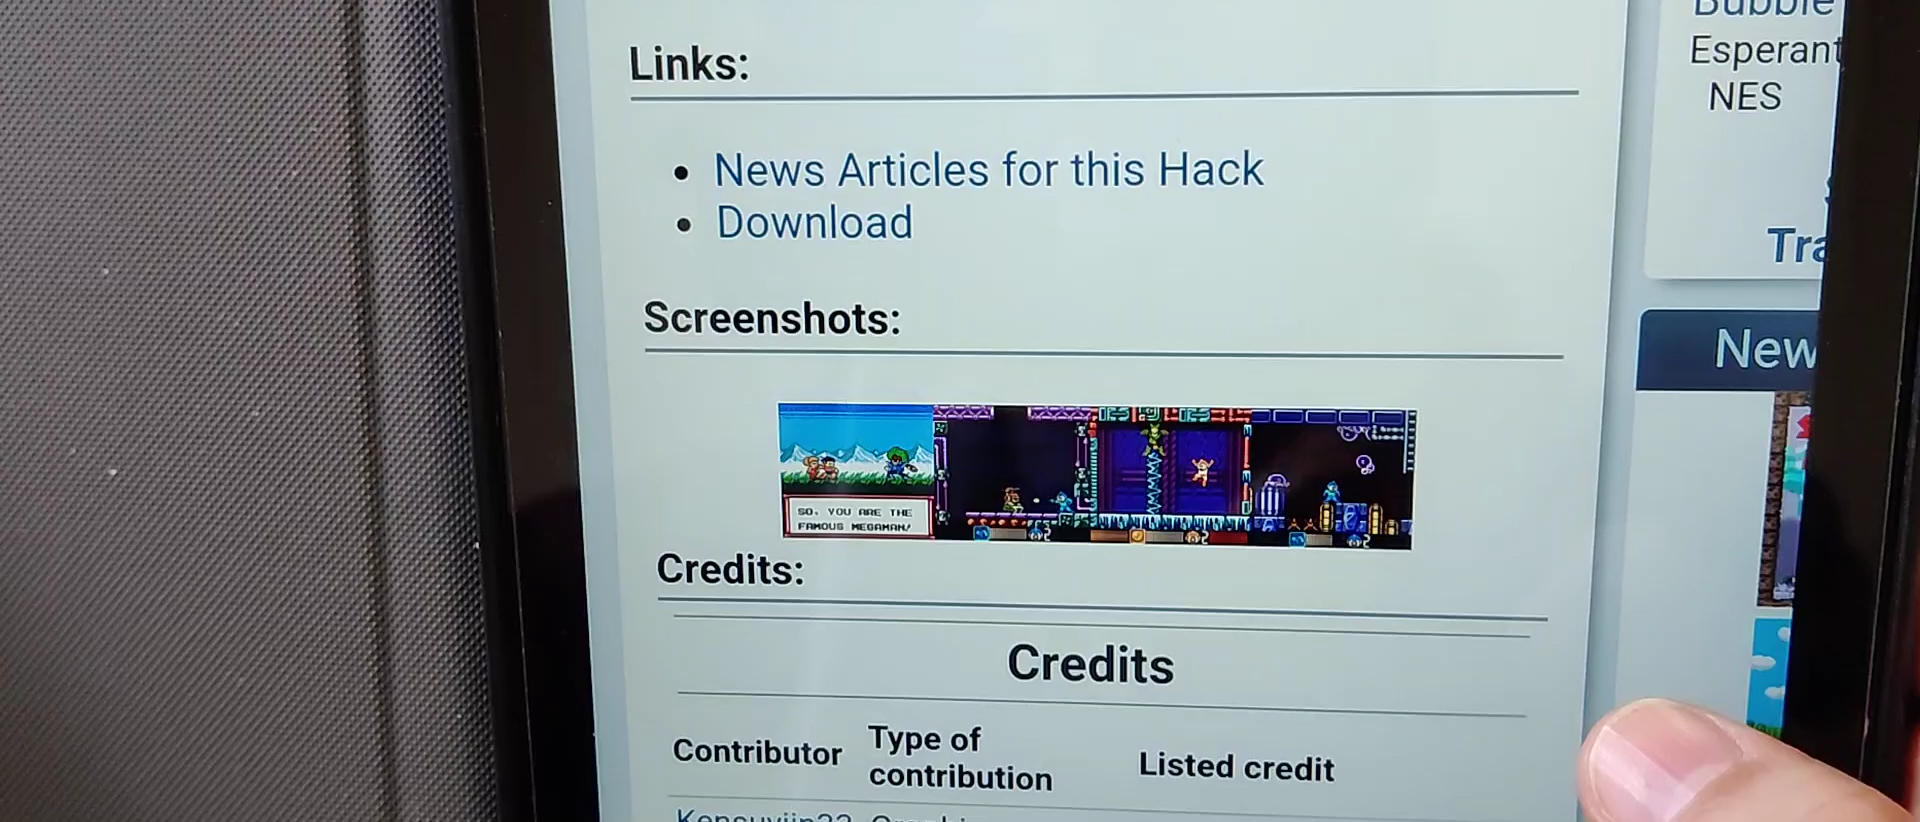 Links:
News Articles for this Hack
Download
Screenshots:
SO, YOU ARE THE
FAMOUS MEGAMAN!
Credits:
Credits
Contributor
Type of
contribution
Listed credit
NES
New